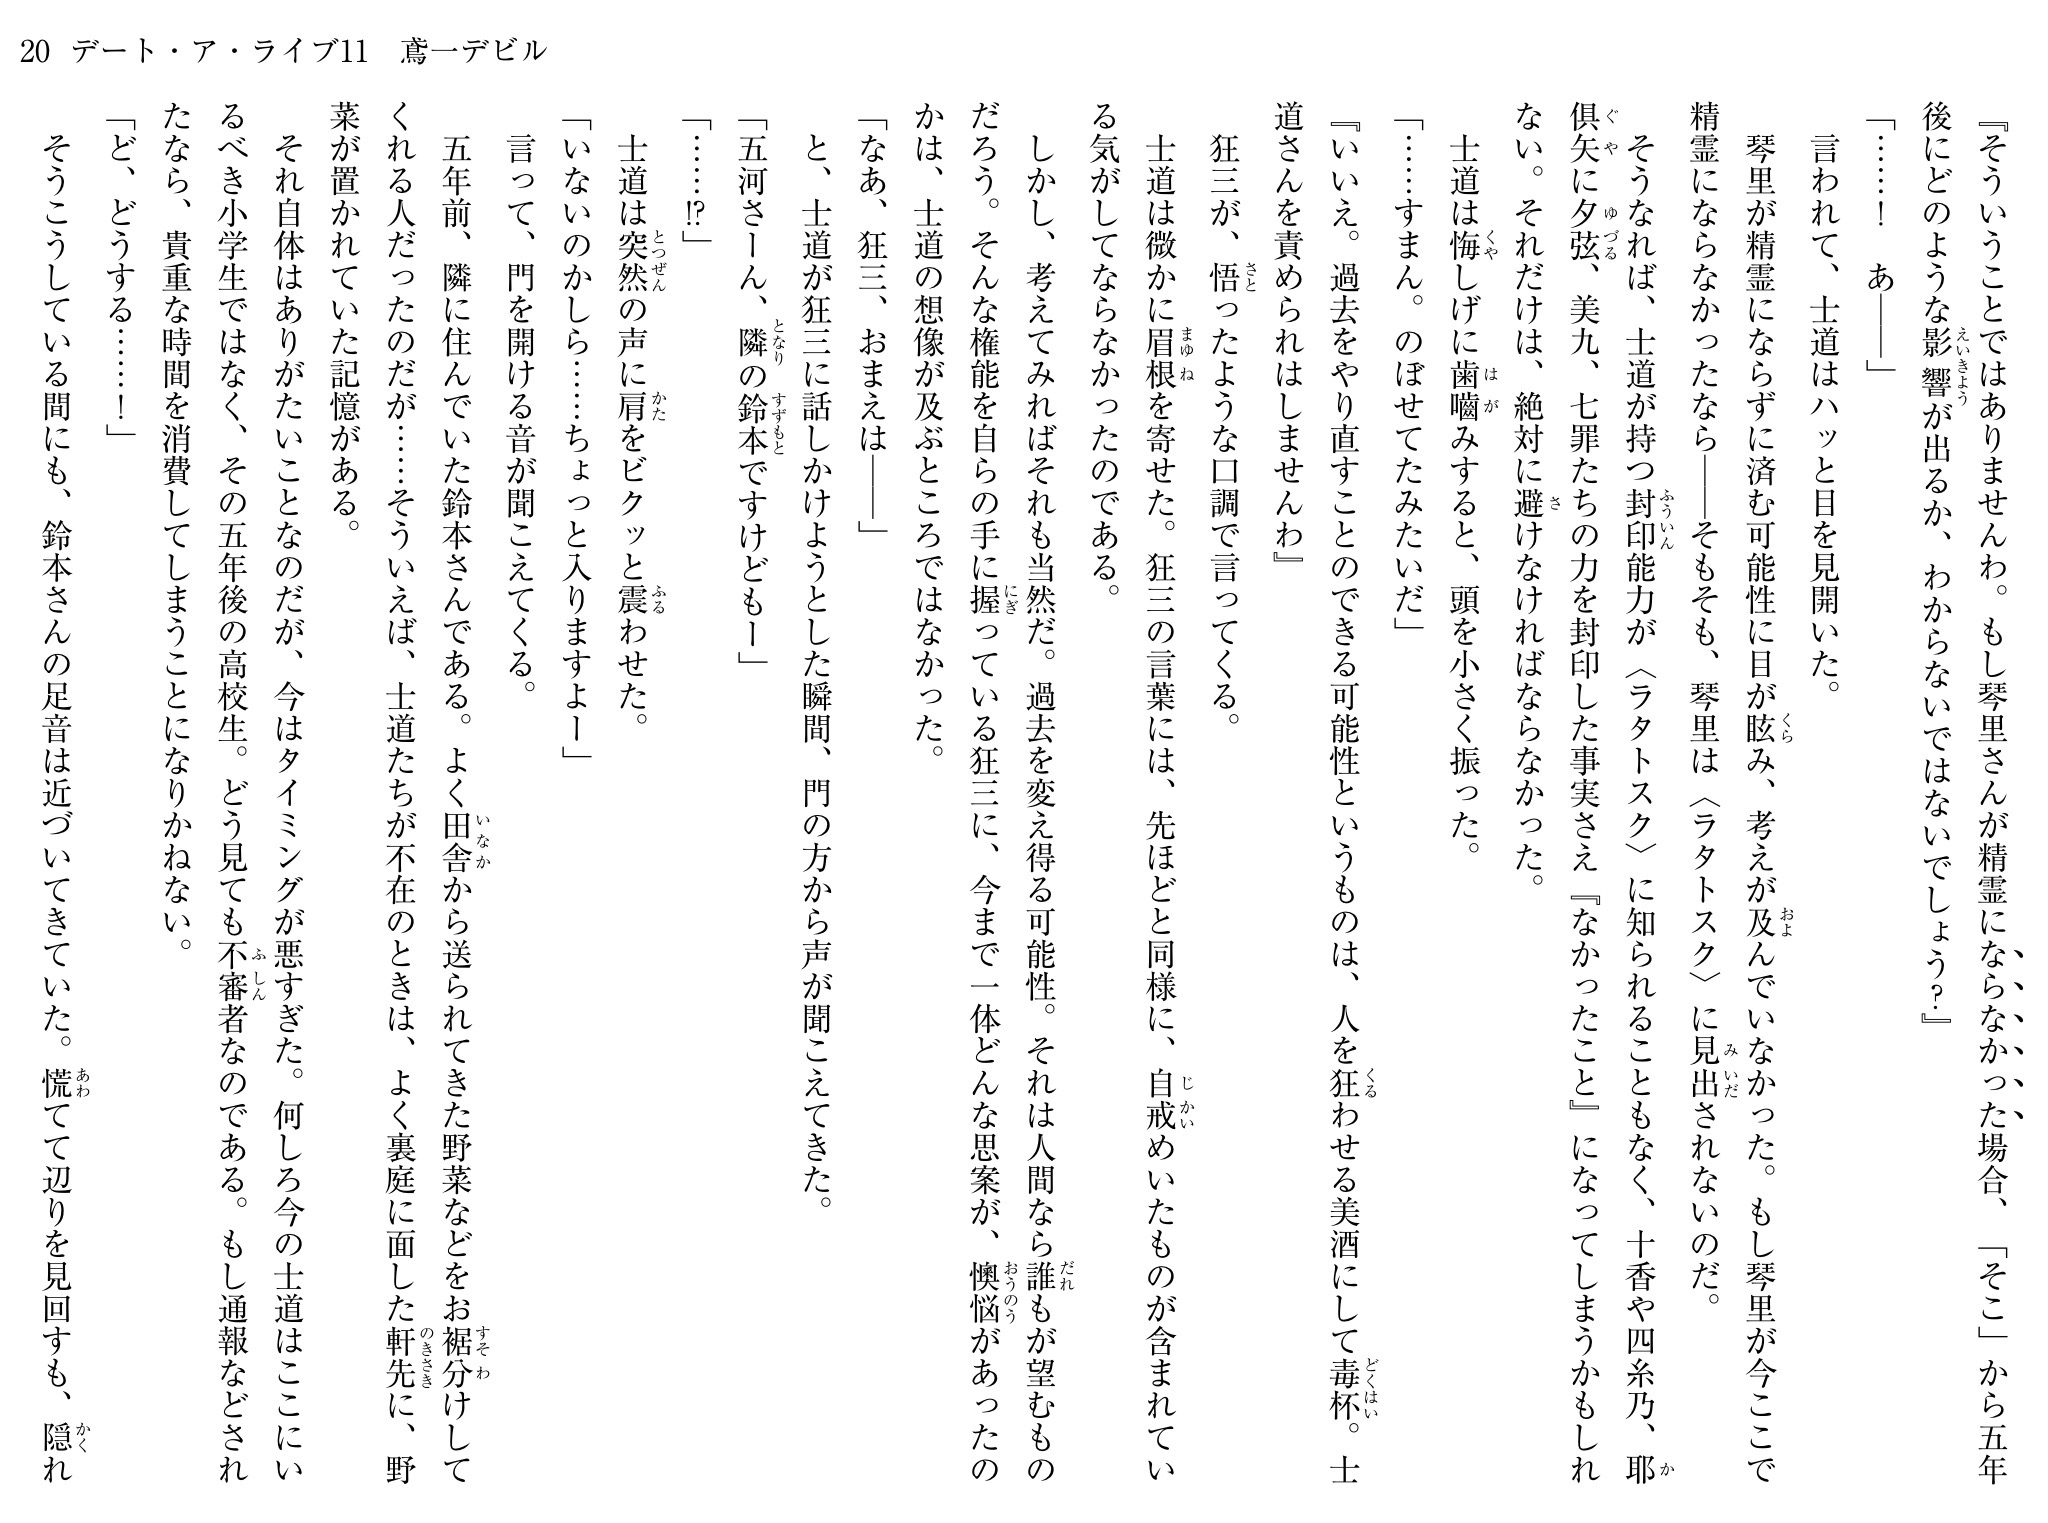 20 デート・ア・ライブ11　鳶一デビル
『そういうことではありませんわ。もし琴里さんが精霊にならなかった場合、「そこ」から五年
後にどのような影響が出るか、わからないではないでしょう？』
「……！　あ――」
　言われて、士道はハッと目を見開いた。
　琴里が精霊にならずに済む可能性に目が眩み、考えが及んでいなかった。もし琴里が今ここで
精霊にならなかったなら――そもそも、琴里は〈ラタトスク〉に見出されないのだ。
　そうなれば、士道が持つ封印能力が〈ラタトスク〉に知られることもなく、十香や四糸乃、耶
倶矢に夕弦、美九、七罪たちの力を封印した事実さえ『なかったこと』になってしまうかもしれ
ない。それだけは、絶対に避けなければならなかった。
　士道は悔しげに歯嚙みすると、頭を小さく振った。
「……すまん。のぼせてたみたいだ」
『いいえ。過去をやり直すことのできる可能性というものは、人を狂わせる美酒にして毒杯。士
道さんを責められはしませんわ』
　狂三が、悟ったような口調で言ってくる。
　士道は微かに眉根を寄せた。狂三の言葉には、先ほどと同様に、自戒めいたものが含まれてい
る気がしてならなかったのである。
　しかし、考えてみればそれも当然だ。過去を変え得る可能性。それは人間なら誰もが望むもの
だろう。そんな権能を自らの手に握っている狂三に、今まで一体どんな思案が、懊悩があったの
かは、士道の想像が及ぶところではなかった。
「なあ、狂三、おまえは――」
　と、士道が狂三に話しかけようとした瞬間、門の方から声が聞こえてきた。
「五河さーん、隣の鈴本ですけどもー」
「……!?」
　士道は突然の声に肩をビクッと震わせた。
「いないのかしら……ちょっと入りますよー」
　言って、門を開ける音が聞こえてくる。
　五年前、隣に住んでいた鈴本さんである。よく田舎から送られてきた野菜などをお裾分けして
くれる人だったのだが……そういえば、士道たちが不在のときは、よく裏庭に面した軒先に、野
菜が置かれていた記憶がある。
　それ自体はありがたいことなのだが、今はタイミングが悪すぎた。何しろ今の士道はここにい
るべき小学生ではなく、その五年後の高校生。どう見ても不審者なのである。もし通報などされ
たなら、貴重な時間を消費してしまうことになりかねない。
「ど、どうする……！」
　そうこうしている間にも、鈴本さんの足音は近づいてきていた。慌てて辺りを見回すも、隠れ